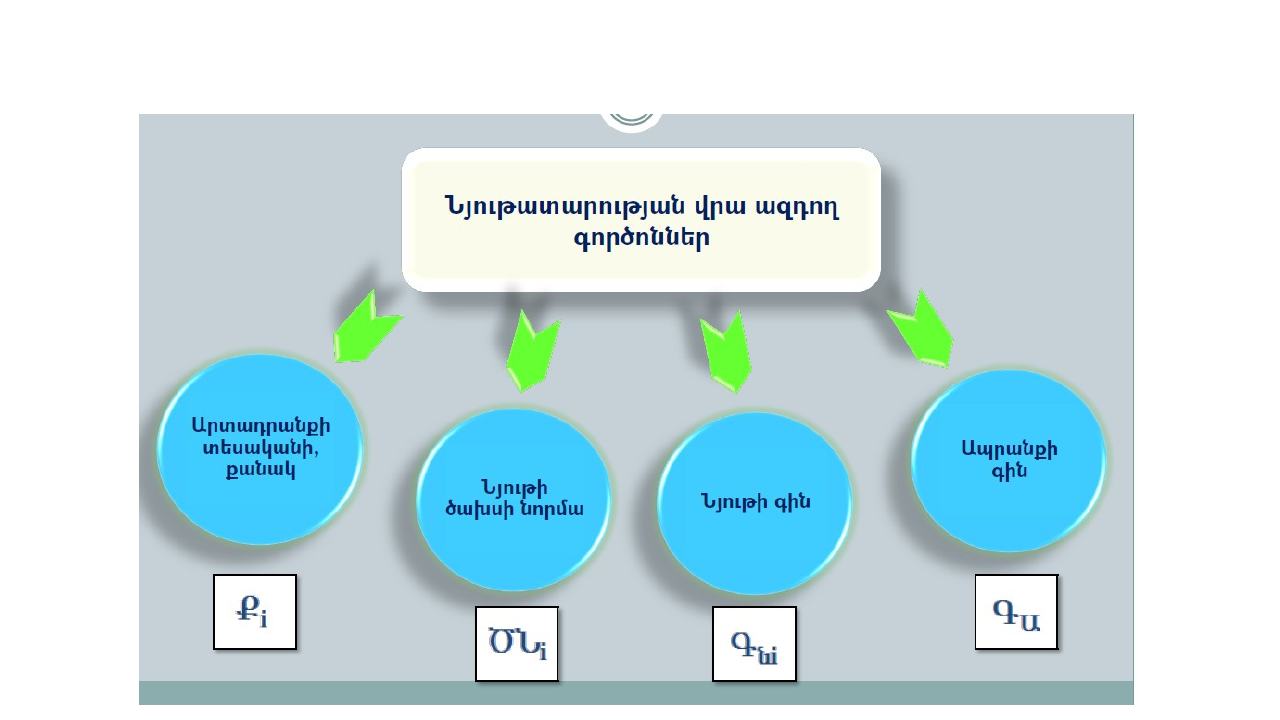 Նյութատարության վրա ազդող
գործոններ
Արտադրանքի
տեսականի,
քանակ
Նյութի
ծախսի նորմա
Նյութի գին
Ապրանքի
գին
Քi
ԾՆi
Գնi
ԳԱ